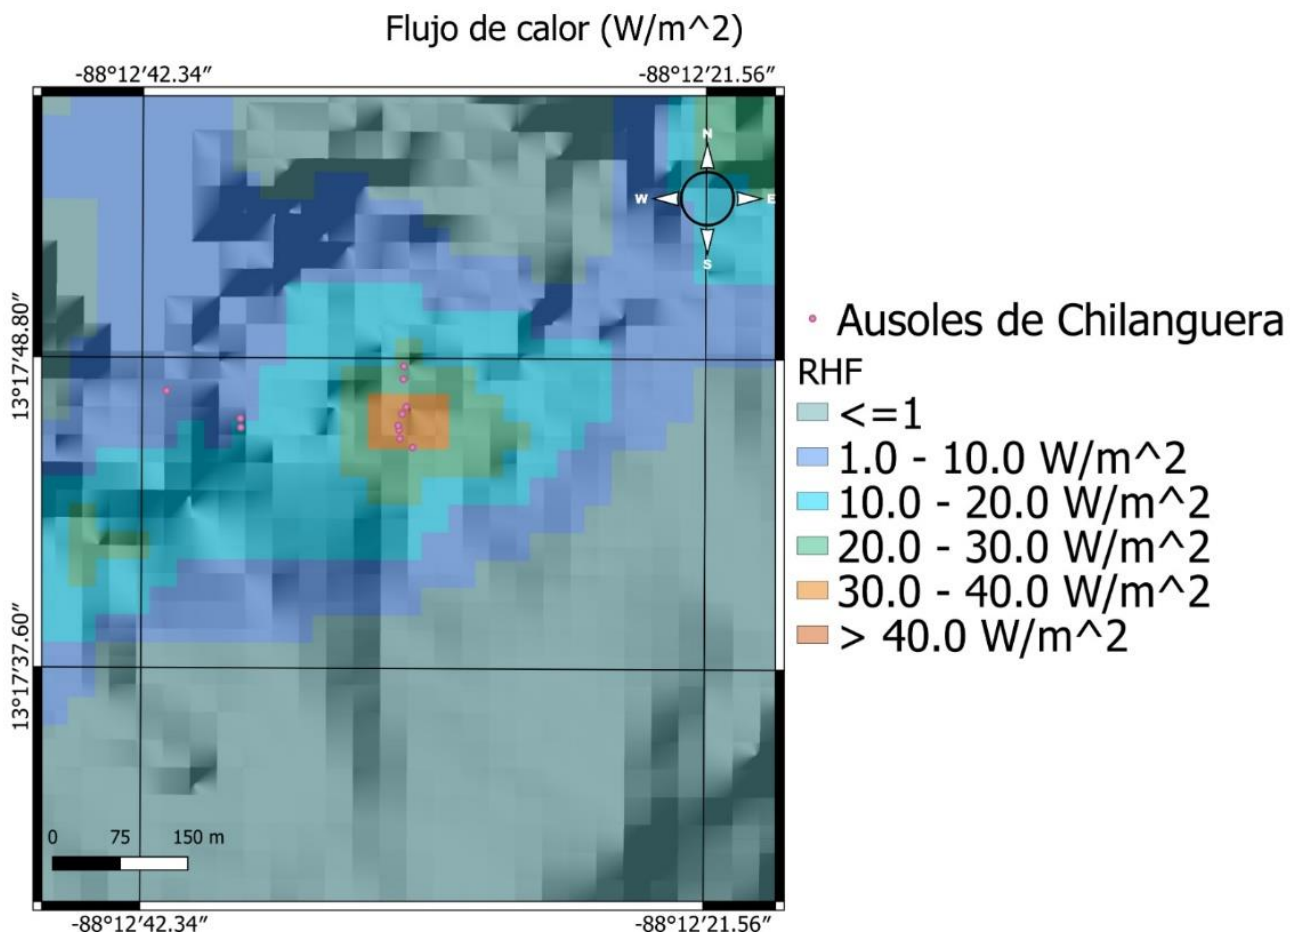 Flujo de calor (W/m^2)
-88°12′42.34″ -88°12′21.56″
N
W E
S
13°17′48.80″
Ausoles de Chilanguera
RHF
<=1
1.0 - 10.0 W/m^2
10.0 - 20.0 W/m^2
20.0 - 30.0 W/m^2
30.0 - 40.0 W/m^2
> 40.0 W/m^2
13°17′37.60″
0 75 150 m
-88°12′42.34″ -88°12′21.56″